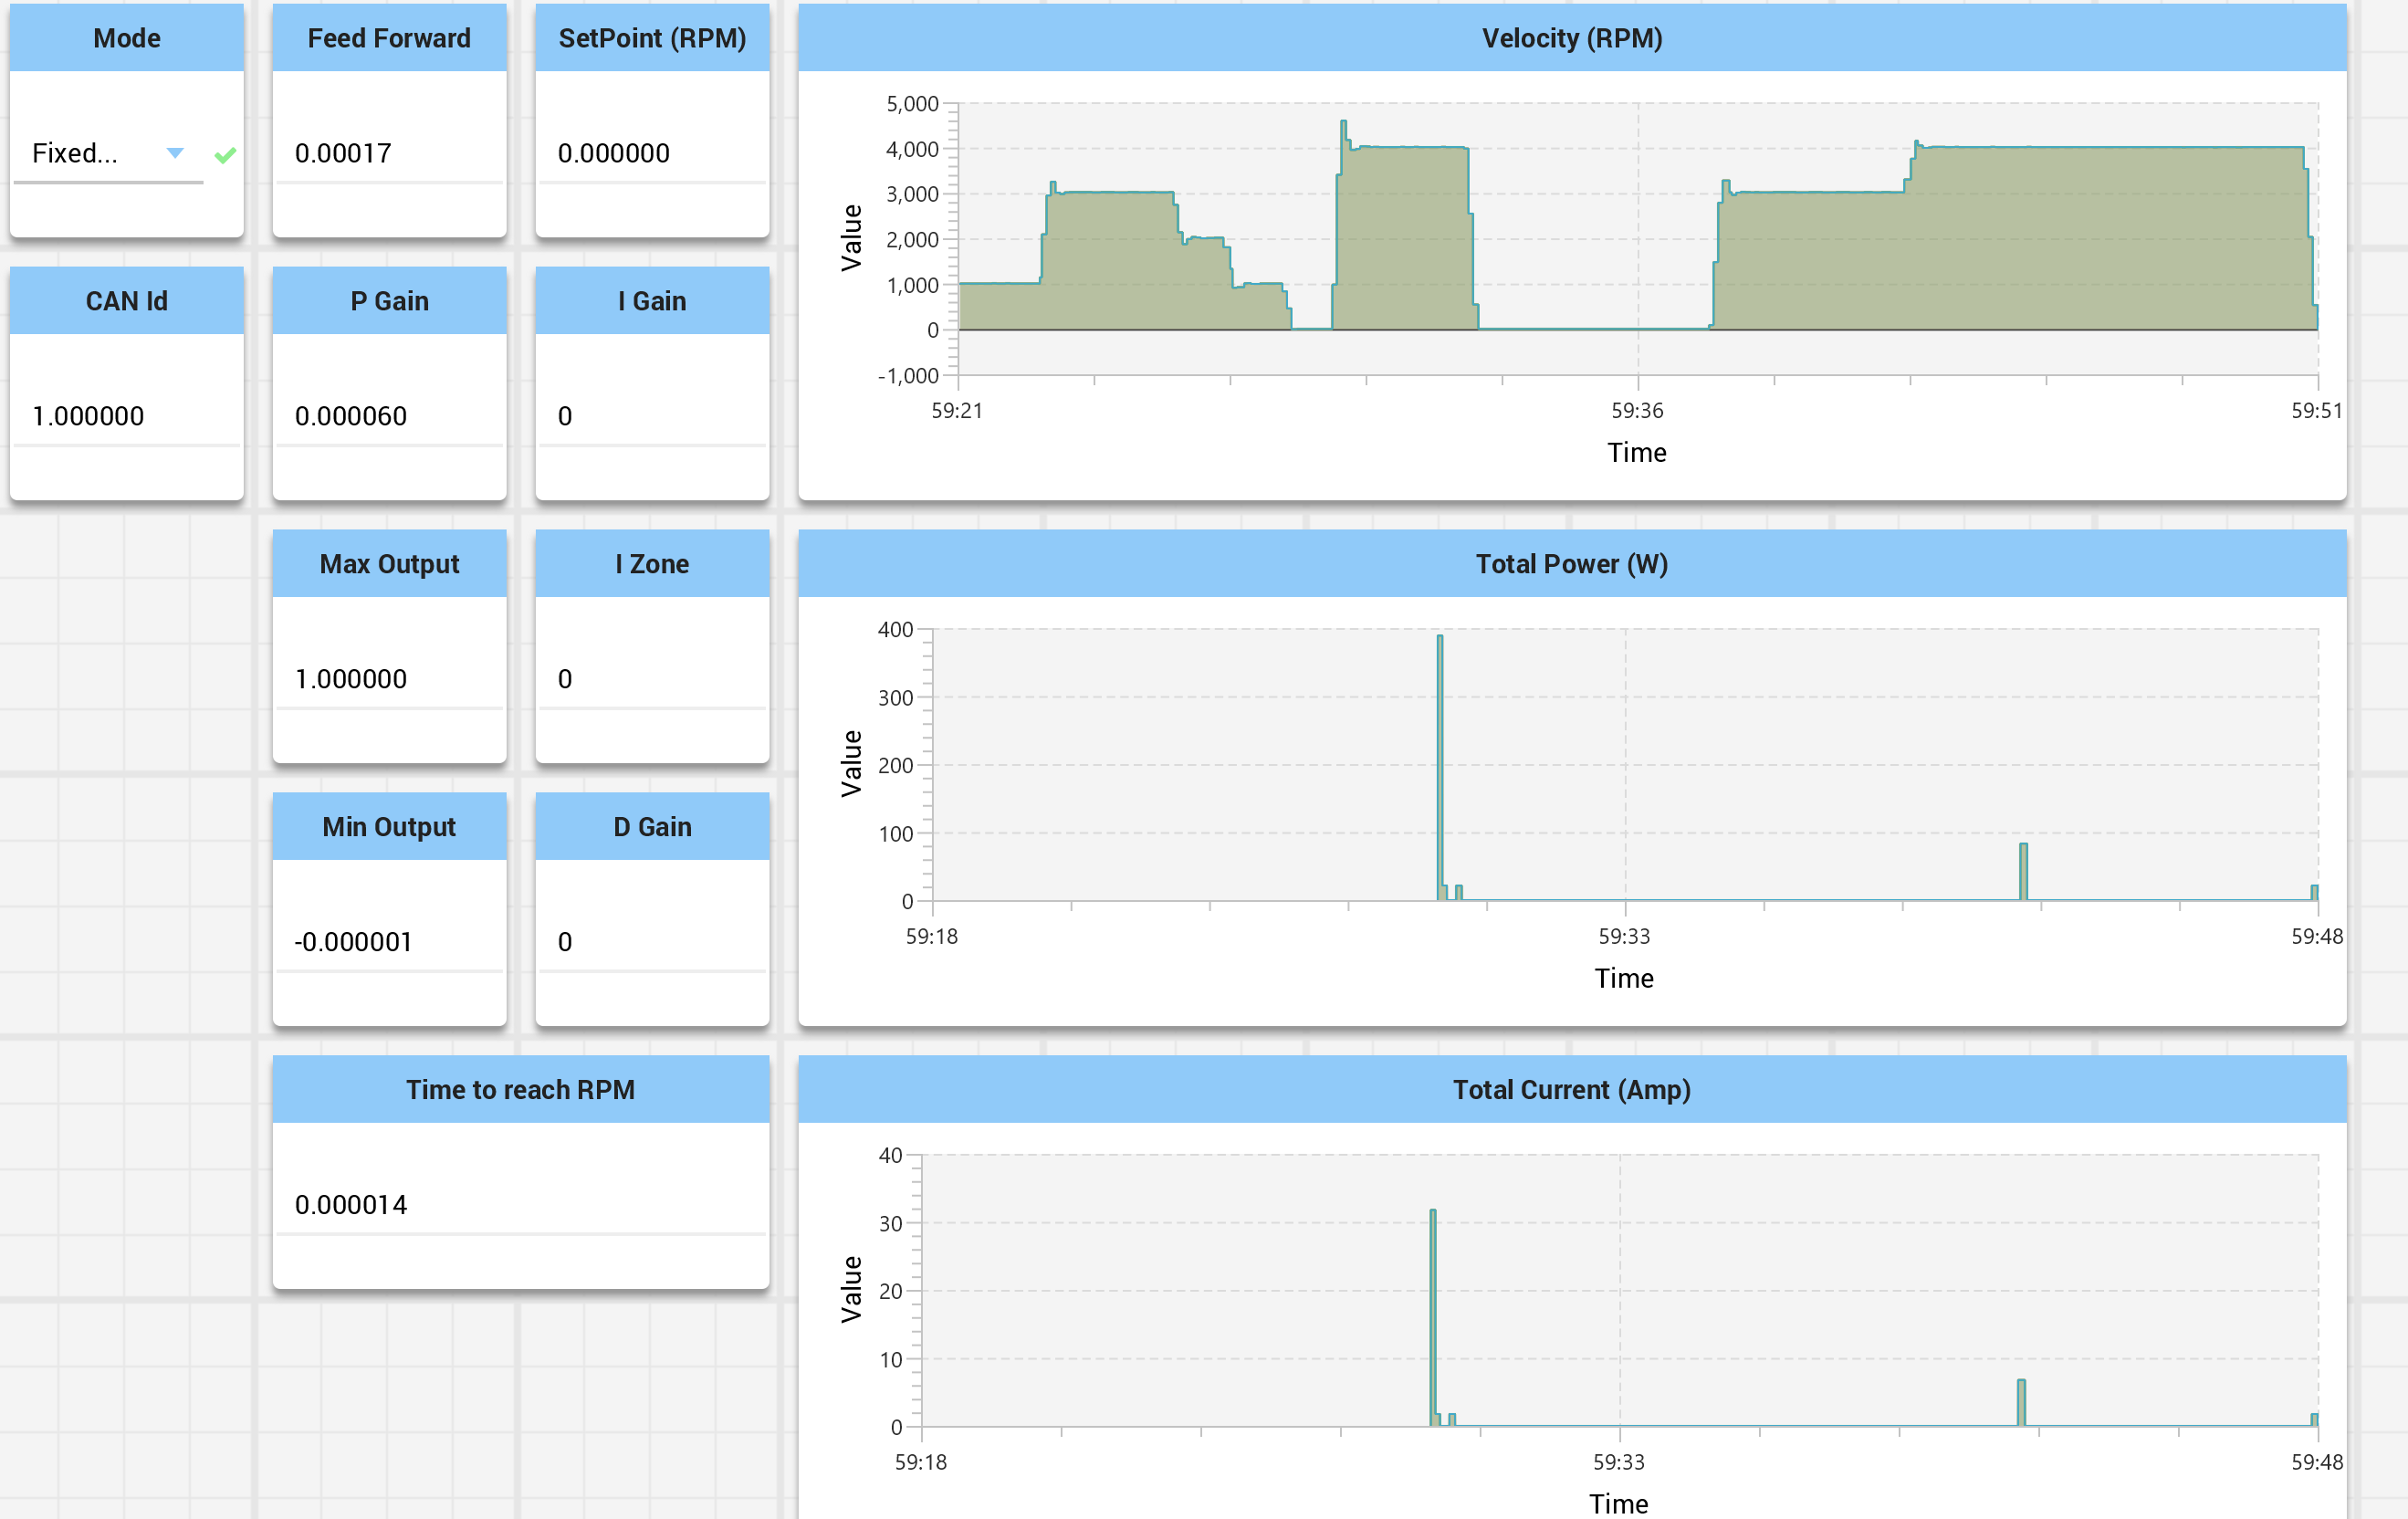 Mode
Fixed...
Feed Forward
0.00017
SetPoint (RPM)
0.000000
CAN Id
1.000000
P Gain
0.000060
I Gain
0
Max Output
1.000000
I Zone
0
Min Output
-0.000001
D Gain
0
Time to reach RPM
0.000014
Velocity (RPM)
Value
5,000
4,000
3,000
2,000
1,000
0
-1,000
59:21
59:36
59:51
Time
Total Power (W)
Value
400
300
200
100
0
59:18
59:33
59:48
Time
Total Current (Amp)
Value
40
30
20
10
0
59:18
59:33
59:48
Time